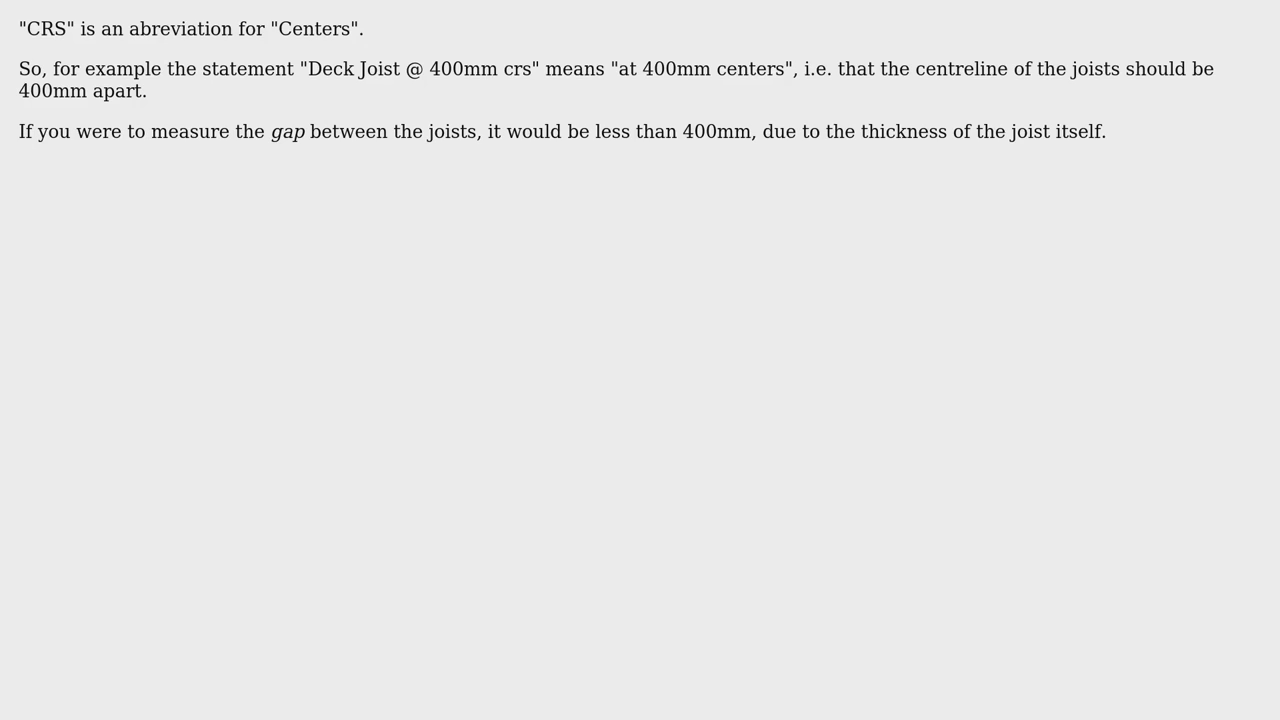 "CRS" is an abreviation for "Centers".
So, for example the statement "Deck Joist @ 400mm crs" means "at 400mm centers", i.e. that the centreline of the joists should be
400mm apart.
If you were to measure the gap between the joists, it would be less than 400mm, due to the thickness of the joist itself.